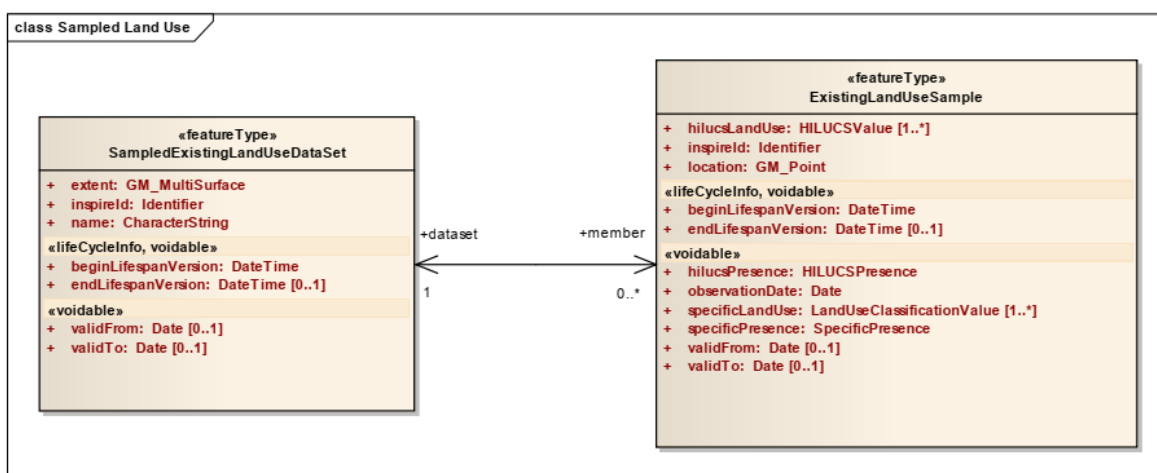 class Sampled Land Use
«featureType»
SampledExistingLandUseDataSet
+ extent: GM_MultiSurface
+ inspireId: Identifier
+ name: CharacterString
«lifeCycleInfo, voidable»
+ beginLifespanVersion: DateTime
+ endLifespanVersion: DateTime [0..1]
«voidable»
+ validFrom: Date [0..1]
+ validTo: Date [0..1]
+dataset
1
+member
0..*
«featureType»
ExistingLandUseSample
+ hilucsLandUse: HILUCSValue [1..*]
+ inspireId: Identifier
+ location: GM_Point
«lifeCycleInfo, voidable»
+ beginLifespanVersion: DateTime
+ endLifespanVersion: DateTime [0..1]
«voidable»
+ hilucsPresence: HILUCSPresence
+ observationDate: Date
+ specificLandUse: LandUseClassificationValue [1..*]
+ specificPresence: SpecificPresence
+ validFrom: Date [0..1]
+ validTo: Date [0..1]